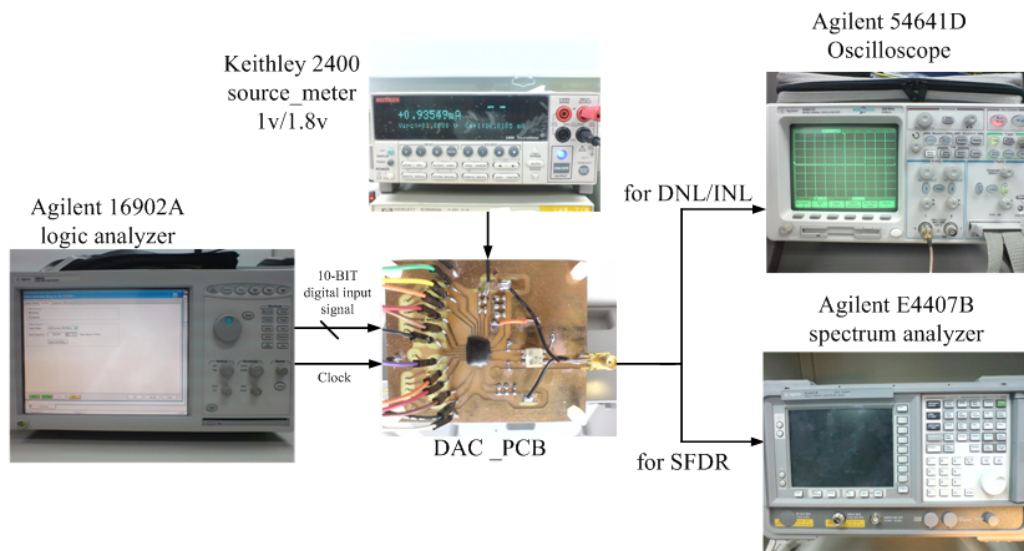 Agilent 54641D
Oscilloscope
Keithley 2400
source_meter
1v/1.8v
+0.93549mA
for DNL/INL
Agilent 16902A
logic analyzer
10-BIT
digital input
signal
Clock
DAC _PCB
Agilent E4407B
spectrum analyzer
for SFDR